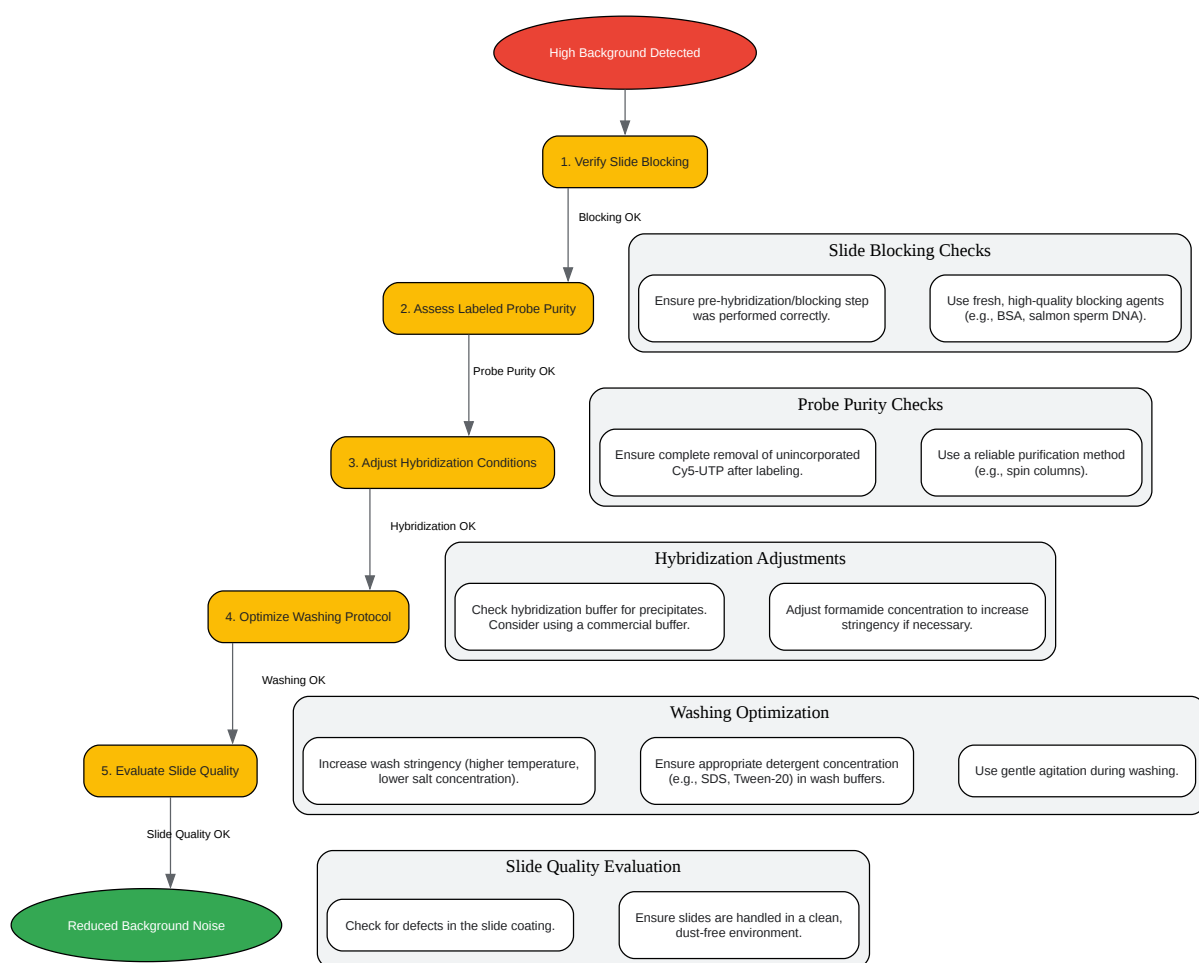 High Background Detected
1. Verify Slide Blocking
Blocking OK
Slide Blocking Checks
Ensure pre-hybridization/blocking step
was performed correctly.
Use fresh, high-quality blocking agents
(e.g., BSA, salmon sperm DNA).
2. Assess Labeled Probe Purity
Probe Purity OK
Probe Purity Checks
Ensure complete removal of unincorporated
Cy5-UTP after labeling.
Use a reliable purification method
(e.g., spin columns).
3. Adjust Hybridization Conditions
Hybridization OK
Hybridization Adjustments
Check hybridization buffer for precipitates.
Consider using a commercial buffer.
Adjust formamide concentration to increase
stringency if necessary.
4. Optimize Washing Protocol
Washing OK
Washing Optimization
Increase wash stringency (higher temperature,
lower salt concentration).
Ensure appropriate detergent concentration
(e.g., SDS, Tween-20) in wash buffers.
Use gentle agitation during washing.
5. Evaluate Slide Quality
Slide Quality OK
Slide Quality Evaluation
Check for defects in the slide coating.
Ensure slides are handled in a clean,
dust-free environment.
Reduced Background Noise